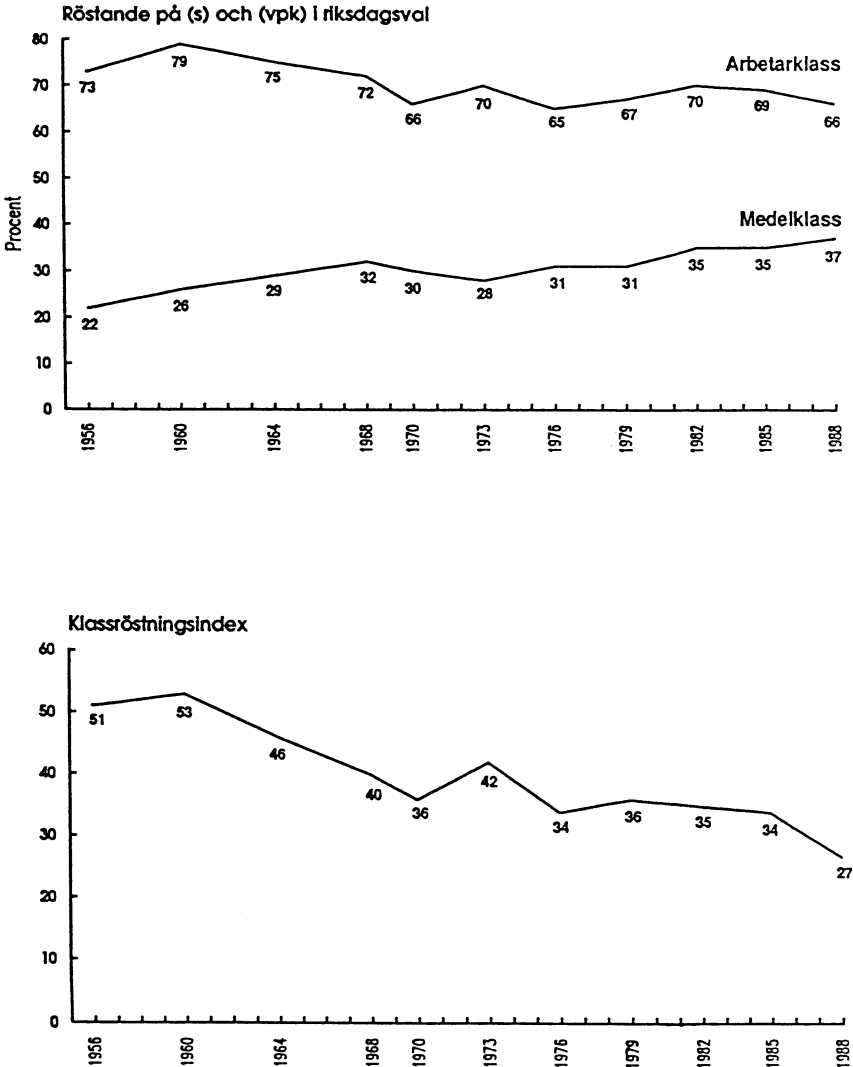 Röstande på (s) och (vpk) i riksdagsval
80
70
60
50
40
30
20
10
0
Procent
Arbetarklass
73 79 75 72 66 70 65 67 70 69 66
Medelklass
22 26 29 32 30 28 31 31 35 35 37
1956 1960 1964 1968 1970 1973 1976 1979 1982 1985 1988
Klassröstningsindex
60
50
40
30
20
10
0
51 53 46 40 36 42 34 36 35 34 27
1956 1960 1964 1968 1970 1973 1976 1979 1982 1985 1988